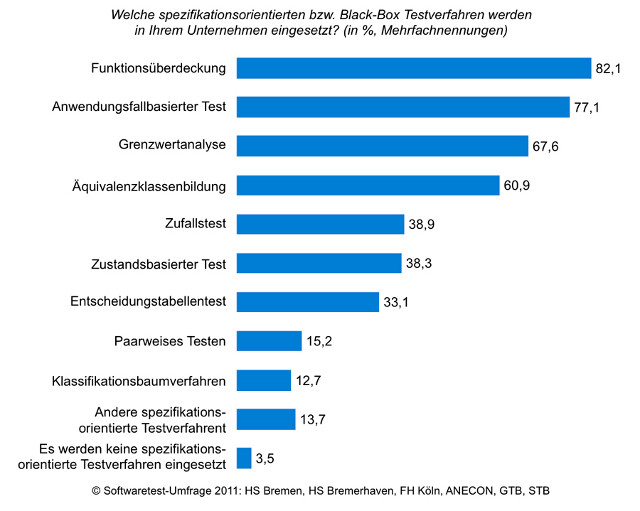 Welche spezifikationsorientierten bzw. Black-Box Testverfahren werden
in Ihrem Unternehmen eingesetzt? (in %, Mehrfachnennungen)
Funktionsüberdeckung 82,1
Anwendungsfallbasierter Test 77,1
Grenzwertanalyse 67,6
Äquivalenzklassenbildung 60,9
Zufallstest 38,9
Zustandsbasierter Test 38,3
Entscheidungstabellentest 33,1
Paarweises Testen 15,2
Klassifikationsbaumverfahren 12,7
Andere spezifikations-
orientierte Testverfahrent 13,7
Es werden keine spezifikations-
orientierte Testverfahren eingesetzt 3,5
© Softwaretest-Umfrage 2011: HS Bremen, HS Bremerhaven, FH Köln, ANECON, GTB, STB